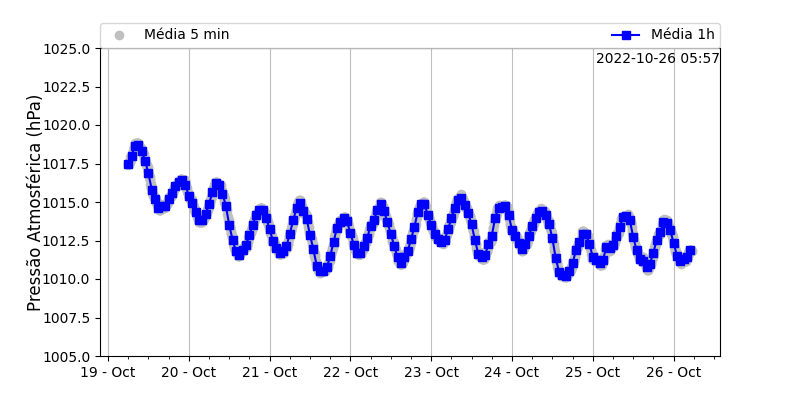 Média 5 min
Média 1h
2022-10-26 05:57
Pressão Atmosférica (hPa)
1025.0
1022.5
1020.0
1017.5
1015.0
1012.5
1010.0
1007.5
1005.0
19 - Oct
20 - Oct
21 - Oct
22 - Oct
23 - Oct
24 - Oct
25 - Oct
26 - Oct